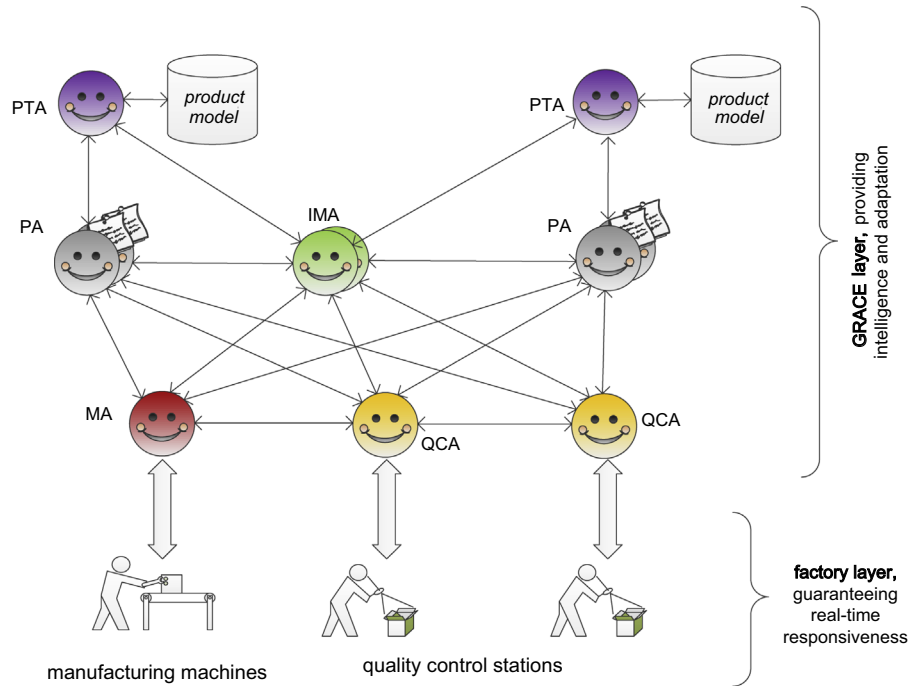 PTA
product
model
PTA
product
model
PA
IMA
PA
GRACE layer, providing
intelligence and adaptation
MA
QCA
QCA
factory layer,
guaranteeing
real-time
responsiveness
manufacturing machines
quality control stations